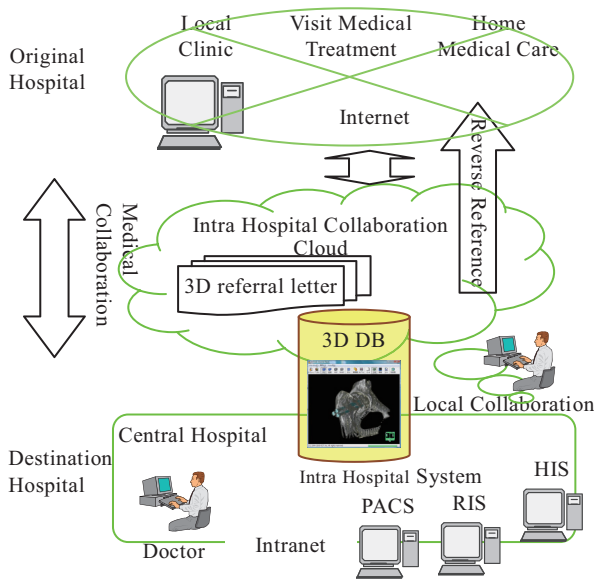 Local
Clinic
Visit Medical
Treatment
Home
Medical Care
Original
Hospital
Internet
Reverse Reference
Medical
Collaboration
Intra Hospital Collaboration
Cloud
3D referral letter
3D DB
Local Collaboration
Central Hospital
Destination
Hospital
Intra Hospital System
HIS
PACS
RIS
Doctor
Intranet